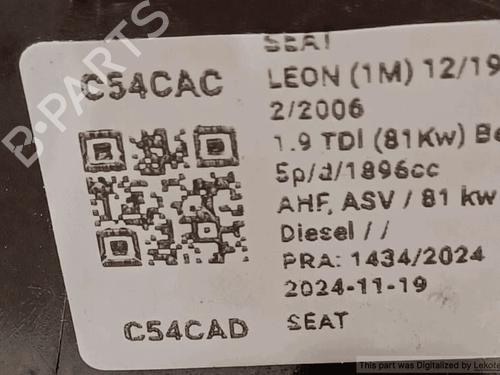 SEAT
C54CAC
LEON (1M) 12/19
2/2006
1.9 TDI (81Kw) Be
5p/d/1896cc
AHF, ASV / 81 kw
Diesel / /
PRA: 1434/2024
2024-11-19
C54CAD
SEAT
B-PARTS
This part was Digitalized by Leko